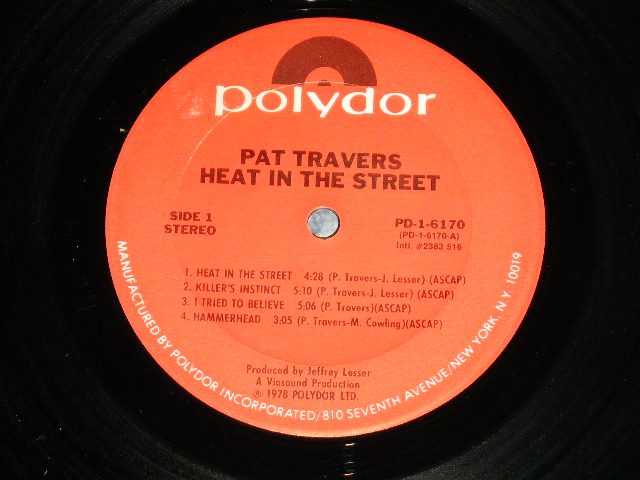 polydor
PAT TRAVERS
HEAT IN THE STREET
SIDE 1
STEREO
PD-1-6170
(PD-1-6170-A)
Intl. #2383 516
1. HEAT IN THE STREET 4:28 (P. Travers-J. Lesser) (ASCAP)
2. KILLER'S INSTINCT 5:10 (P. Travers-J. Lesser) (ASCAP)
3. I TRIED TO BELIEVE 5:06 (P. Travers)(ASCAP)
4. HAMMERHEAD 3:05 (P. Travers-M. Cowling)(ASCAP)
Produced by Jeffrey Lesser
A Viasound Production
℗ 1978 POLYDOR LTD.
MANUFACTURED BY POLYDOR INCORPORATED/810 SEVENTH AVENUE/NEW YORK, N.Y. 10019